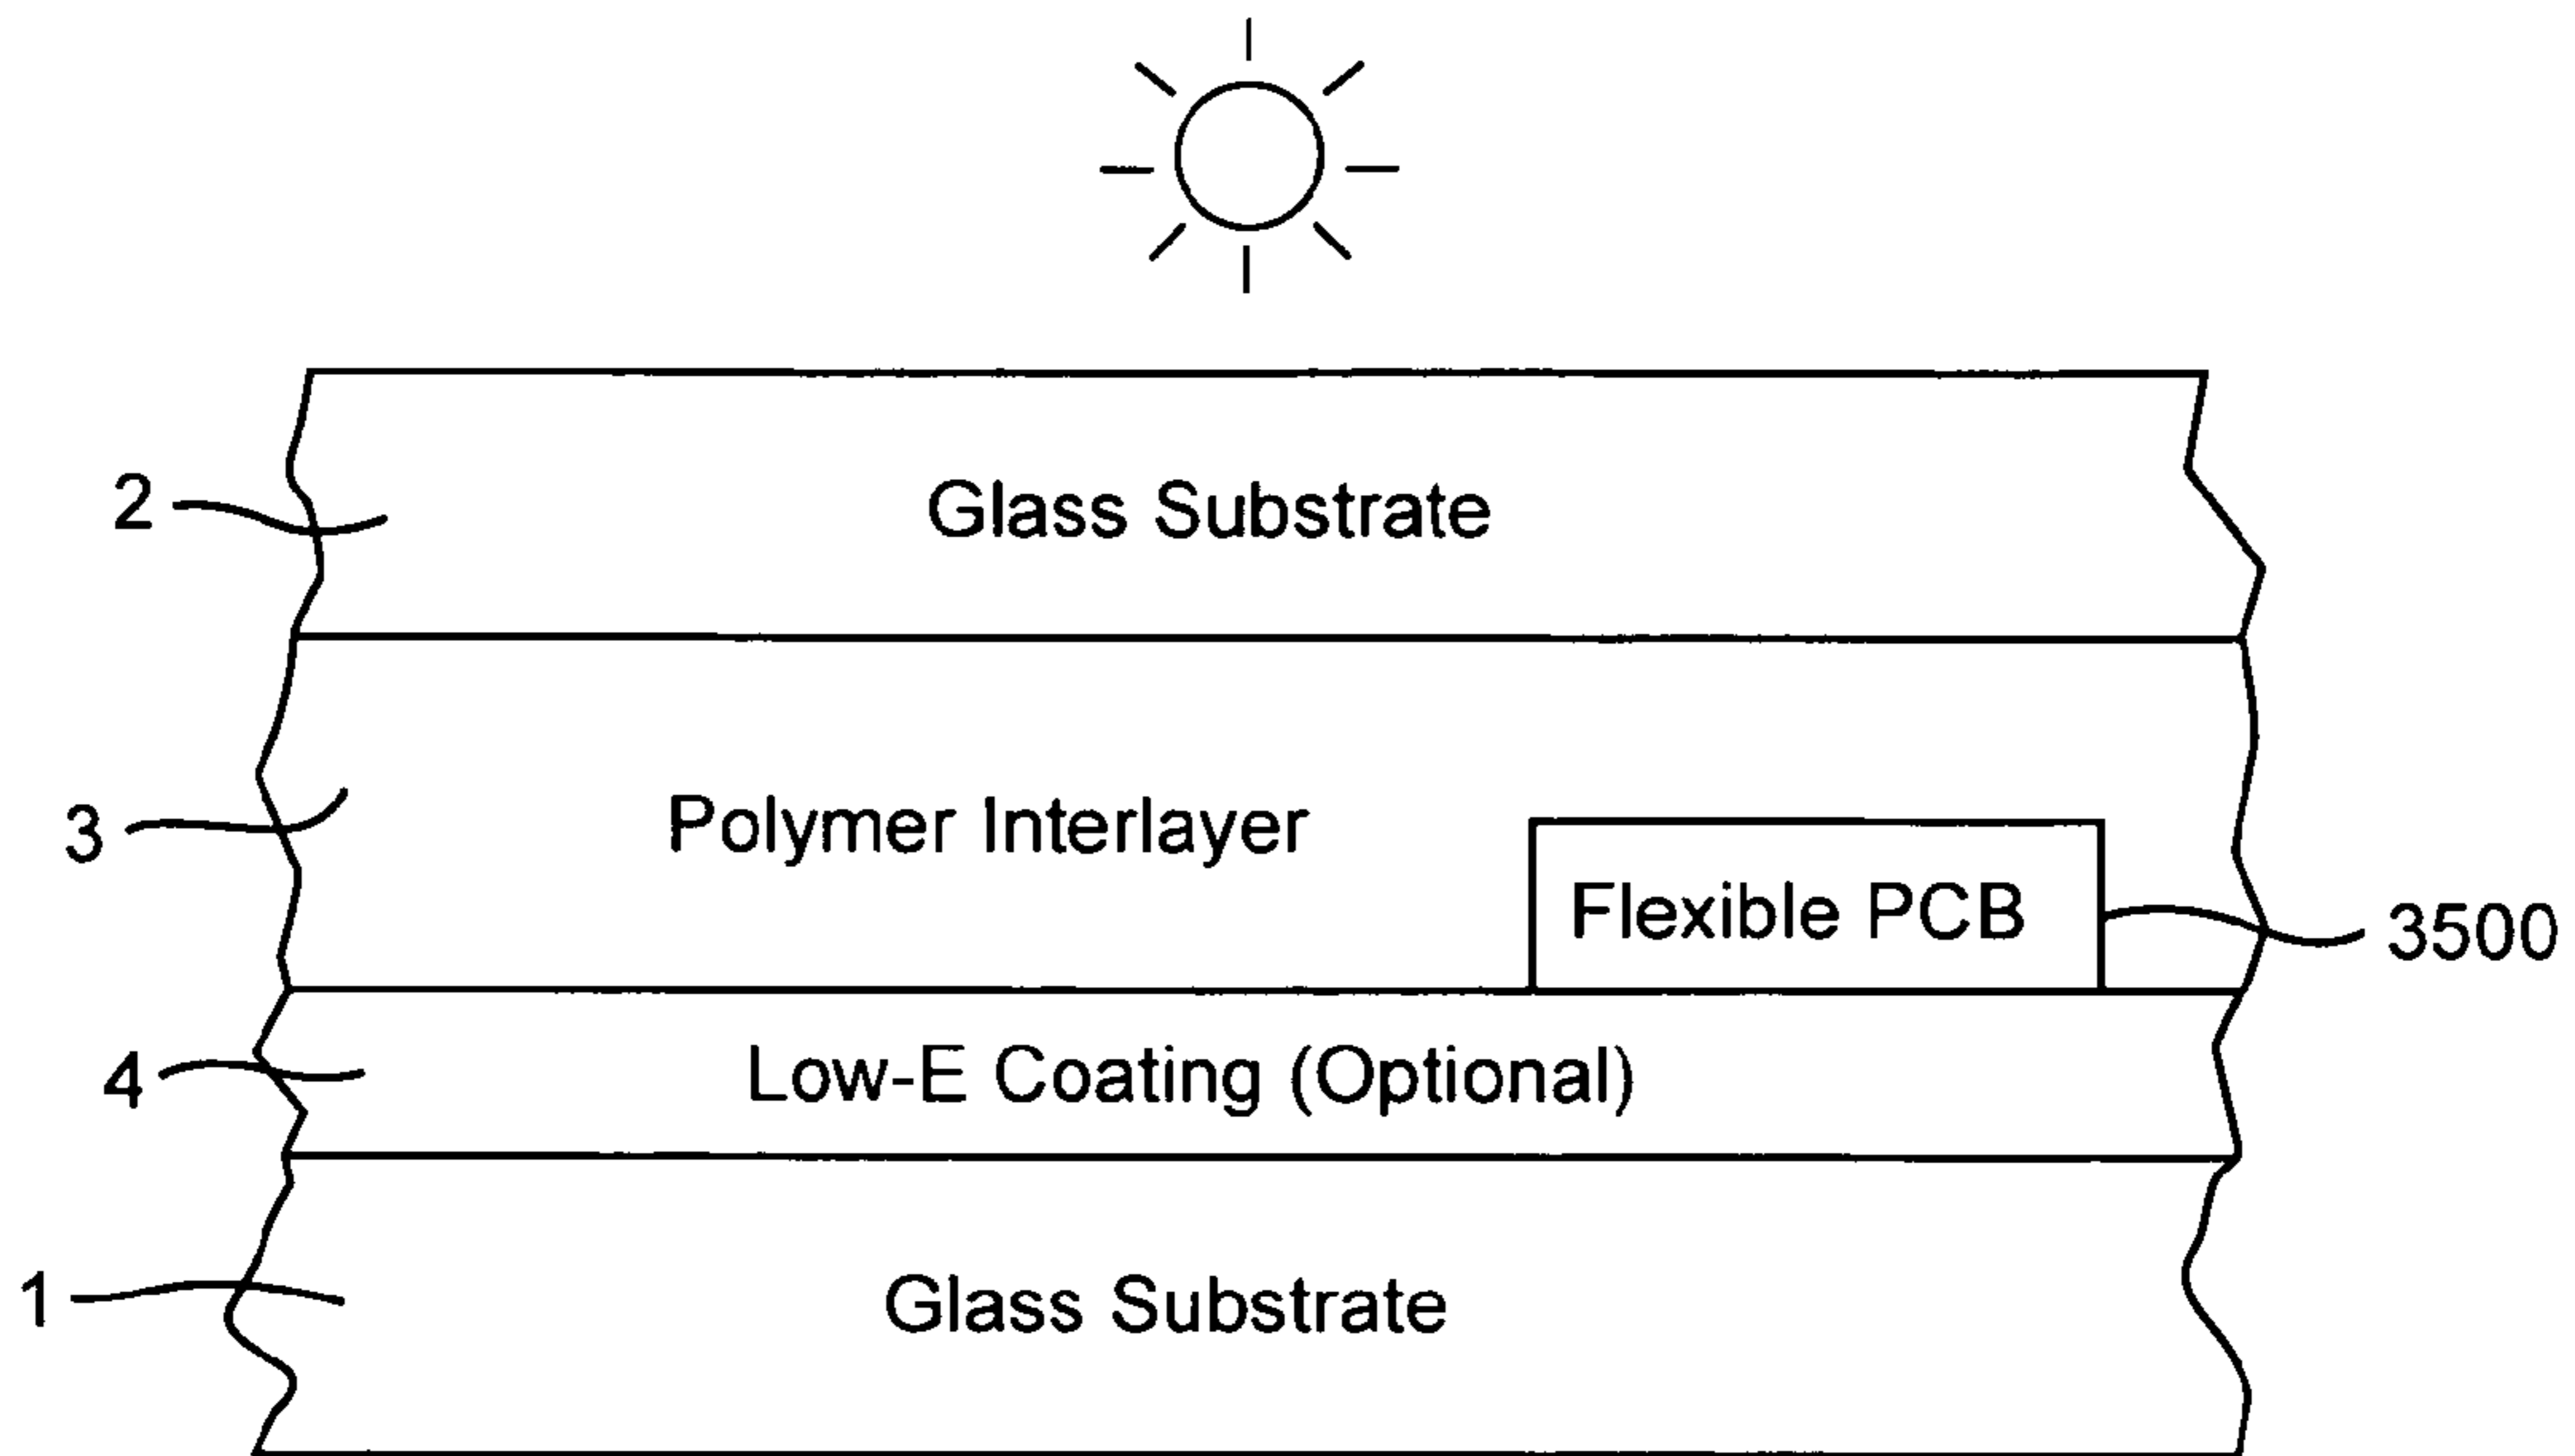 2
Glass Substrate
3
Polymer Interlayer
Flexible PCB
3500
4
Low-E Coating (Optional)
1
Glass Substrate